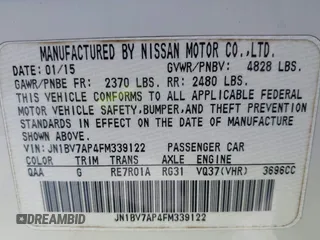 MANUFACTURED BY NISSAN MOTOR CO.,LTD.
DATE: 01/15 GVWR/PNBV: 4828 LBS.
GAWR/PNBE FR: 2370 LBS. RR: 2480 LBS.
THIS VEHICLE CONFORMS TO ALL APPLICABLE FEDERAL
MOTOR VEHICLE SAFETY, BUMPER, AND THEFT PREVENTION
STANDARDS IN EFFECT ON THE DATE OF MANUFACTURE
SHOWN ABOVE.
VIN: JN1BV7AP4FM339122 PASSENGER CAR
COLOR TRIM TRANS AXLE ENGINE
QAA G RE7R01A RG31 VQ37(VHR) 3696CC
JN1BV7AP4FM339122
DEALERSHIP.COM